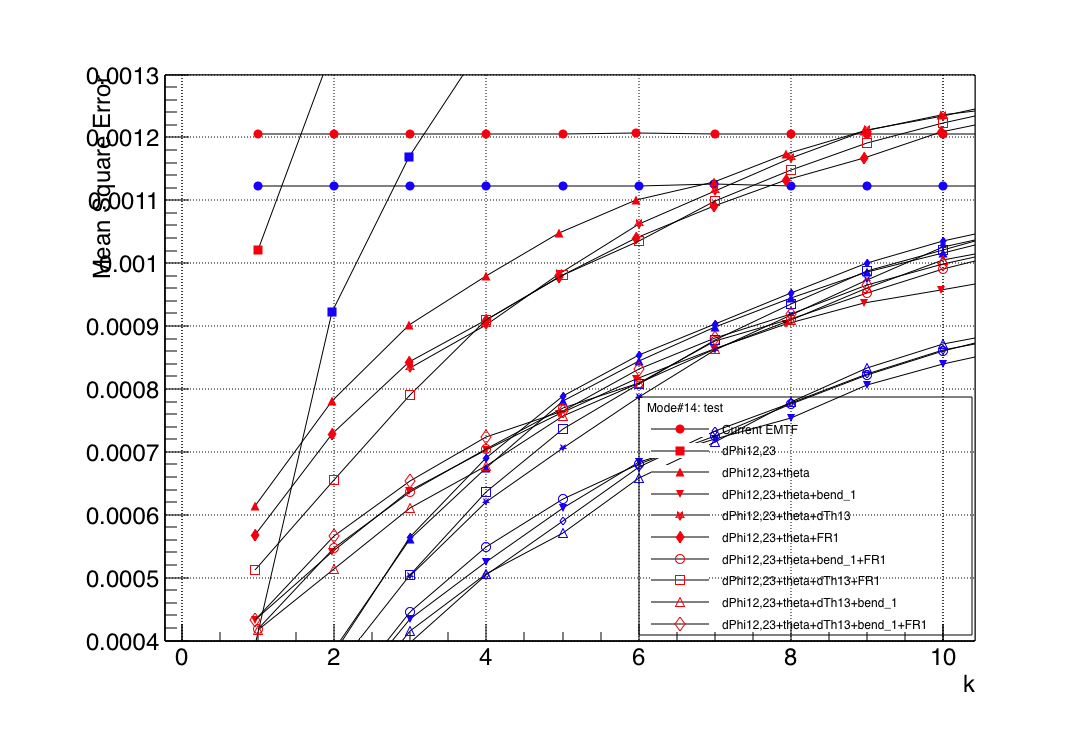 Mean Square Error
0.0013
0.0012
0.0011
0.001
0.0009
0.0008
0.0007
0.0006
0.0005
0.0004
Mode#14: test
Current EMTF
dPhi12,23
dPhi12,23+theta
dPhi12,23+theta+bend_1
dPhi12,23+theta+dTh13
dPhi12,23+theta+FR1
dPhi12,23+theta+bend_1+FR1
dPhi12,23+theta+dTh13+FR1
dPhi12,23+theta+dTh13+bend_1
dPhi12,23+theta+dTh13+bend_1+FR1
0 2 4 6 8 10
k